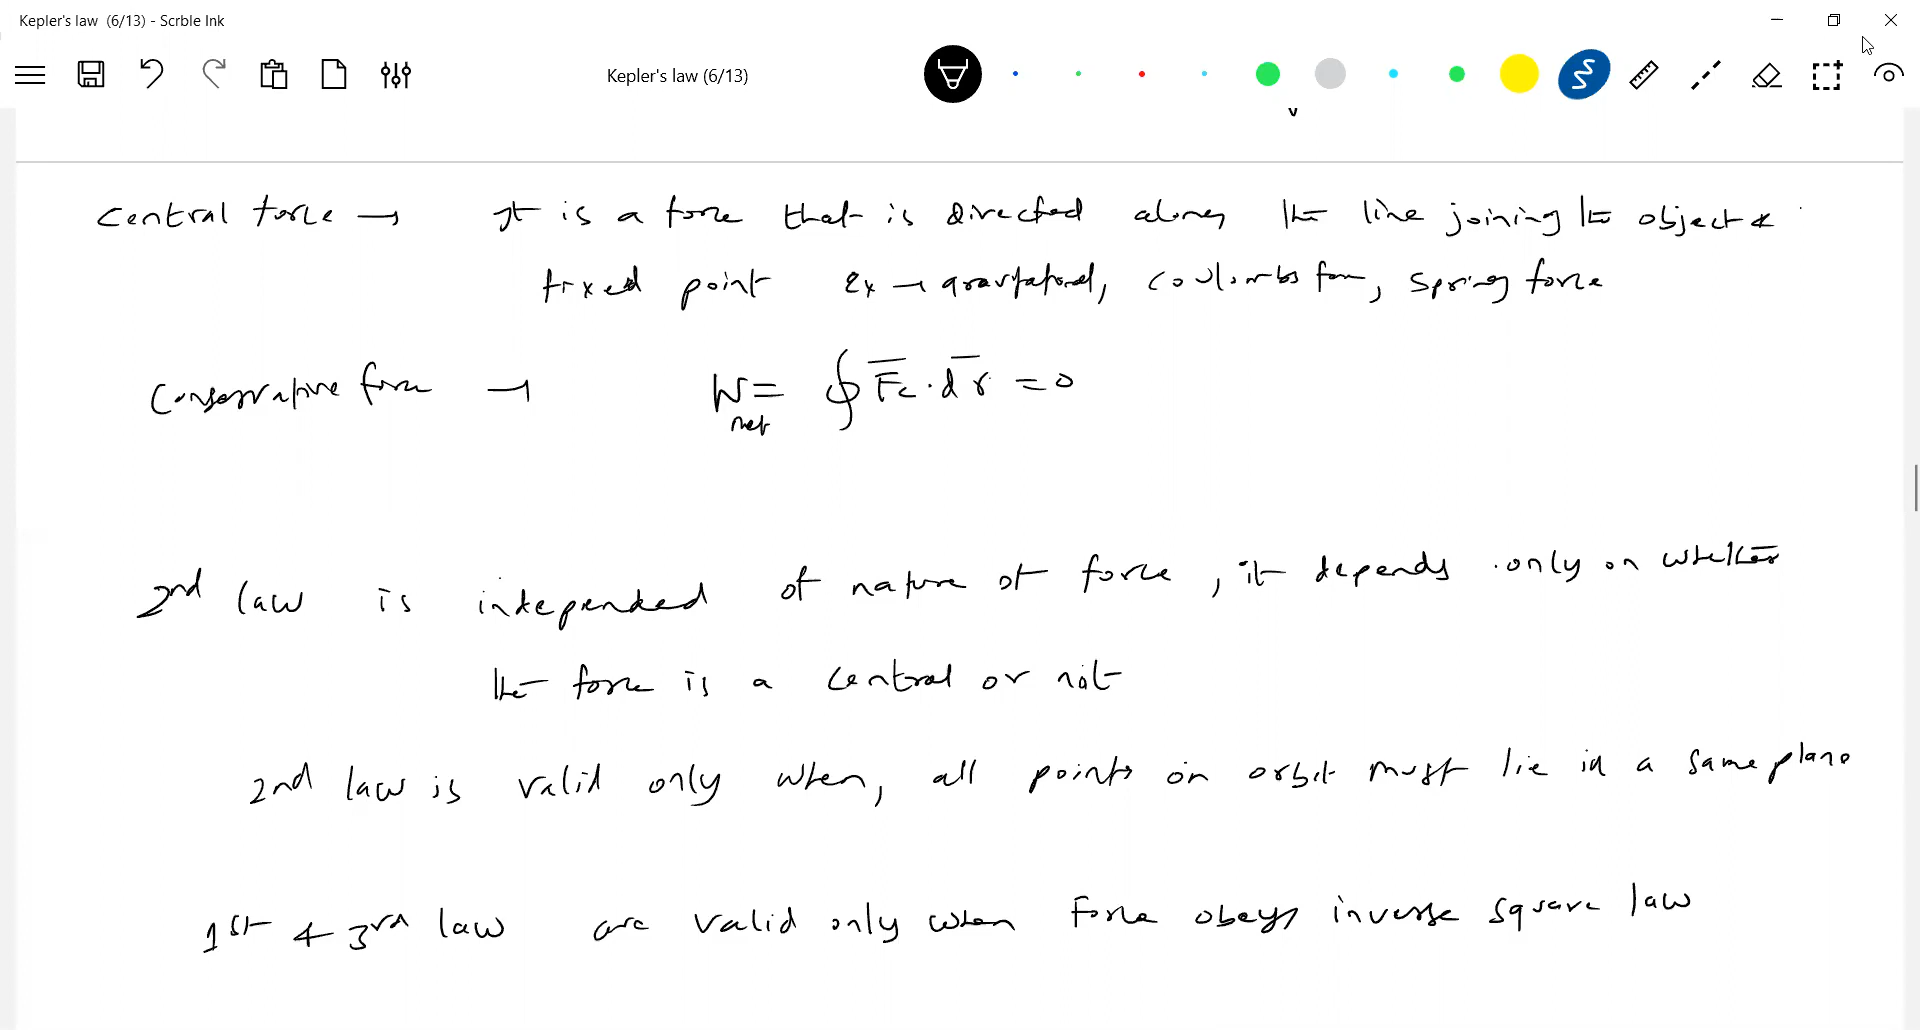 Kepler's law (6/13) - Scrble Ink
Kepler's law (6/13)
Central force → It is a force that is directed along the line joining the object &
fixed point Ex → gravitational, coulombs force, spring force
Conservative force → W net = ∮ F̅c · d̅r̅ = 0
2nd law is independed of nature of force, it depends only on whether
the force is a central or not
2nd law is valid only when, all points on orbit must lie in a same plane
1st & 3rd law are valid only when force obeys inverse square law